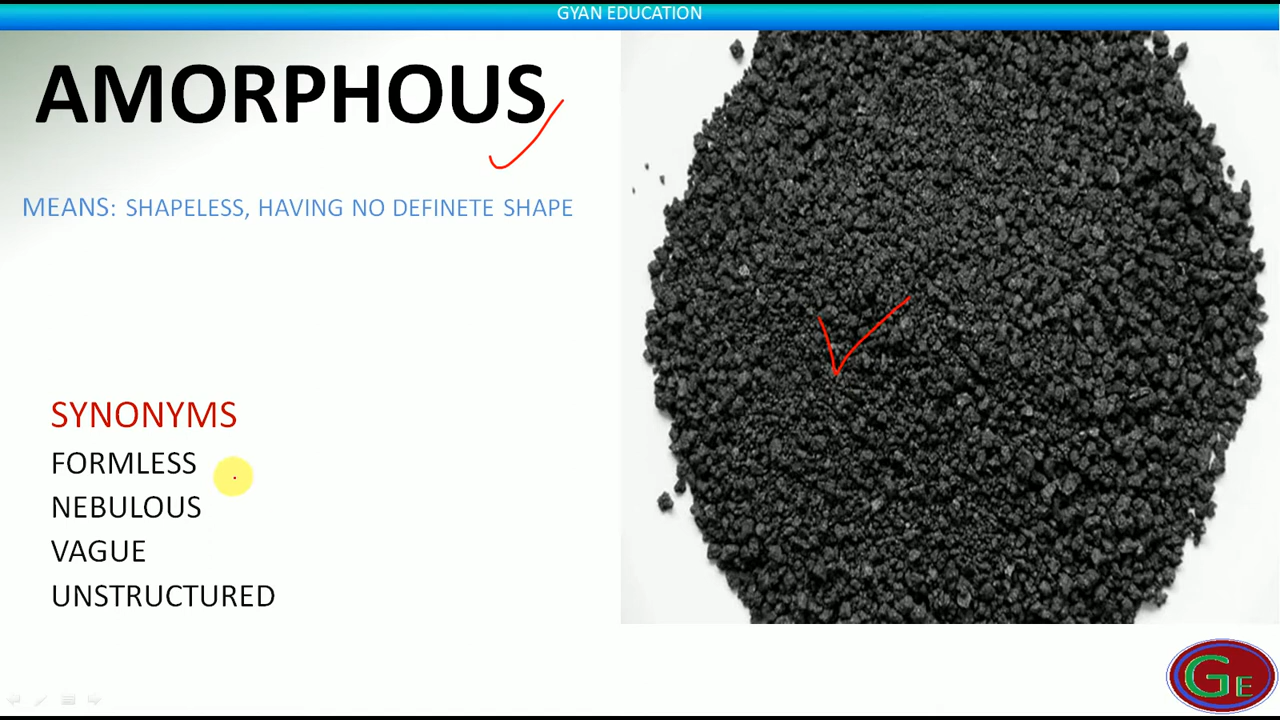 GYAN EDUCATION
AMORPHOUS
MEANS: SHAPELESS, HAVING NO DEFINETE SHAPE
SYNONYMS
FORMLESS
NEBULOUS
VAGUE
UNSTRUCTURED
GE